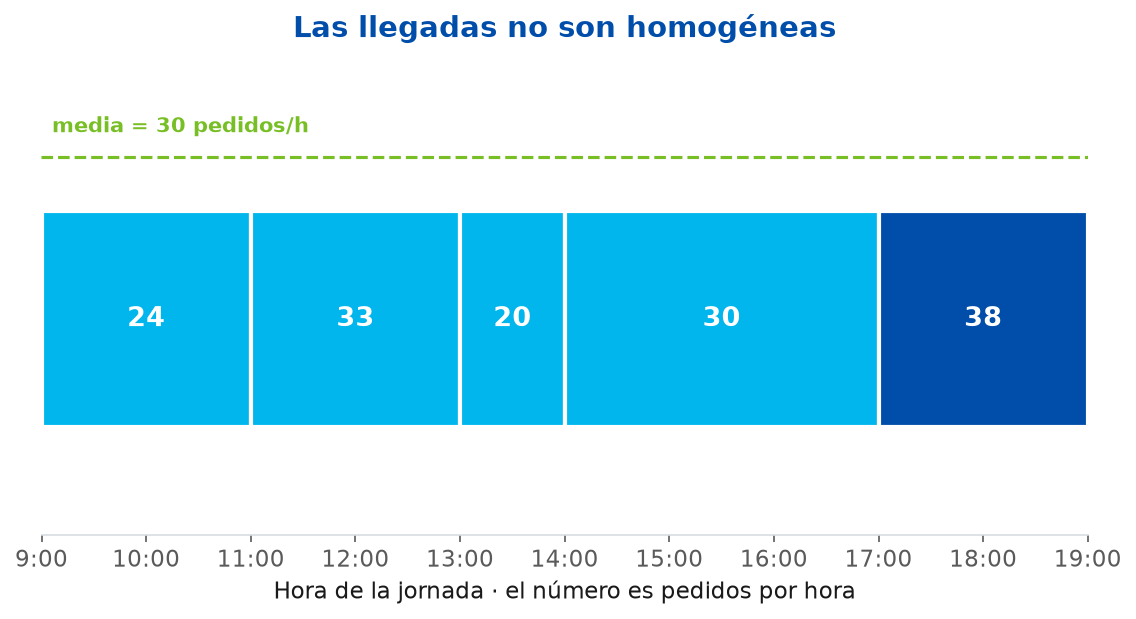 Las llegadas no son homogéneas
media = 30 pedidos/h
24 33 20 30 38
9:00 10:00 11:00 12:00 13:00 14:00 15:00 16:00 17:00 18:00 19:00
Hora de la jornada · el número es pedidos por hora